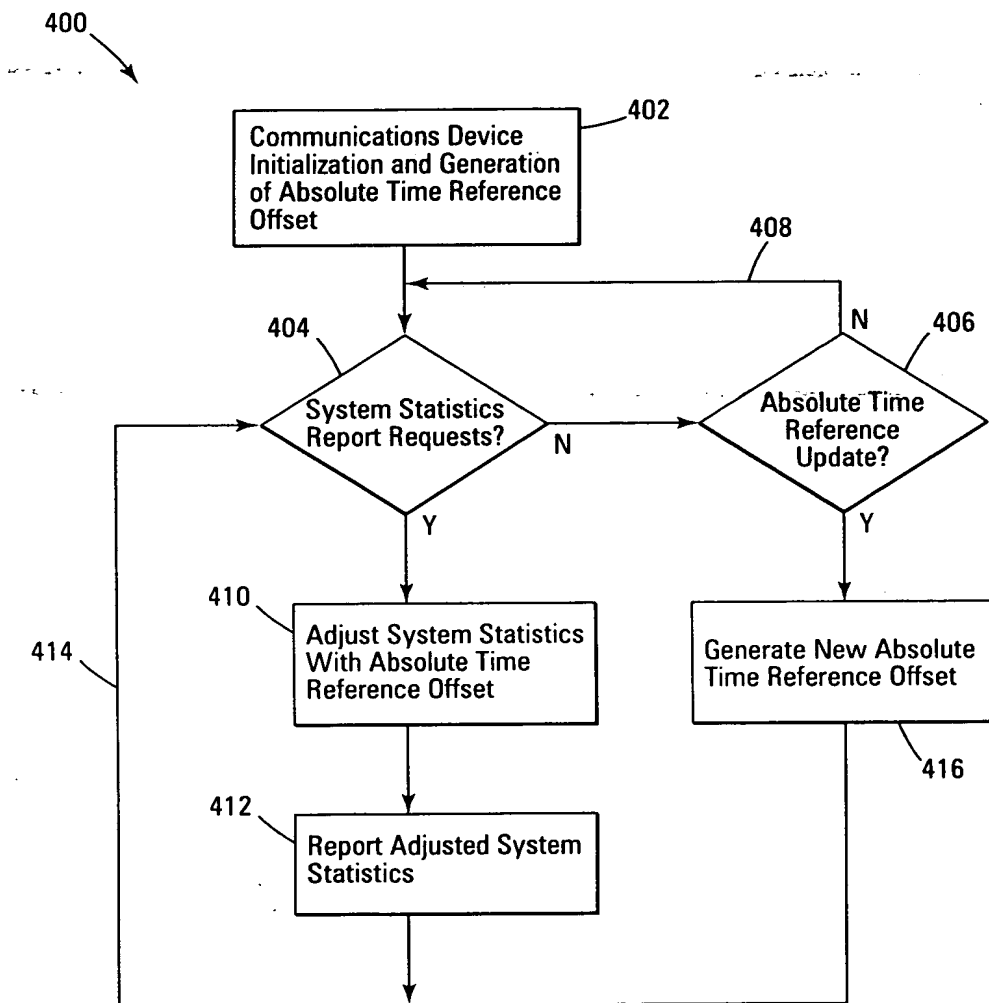 400
402
Communications Device
Initialization and Generation
of Absolute Time Reference
Offset
408
404
N
406
System Statistics
Report Requests?
N
Absolute Time
Reference
Update?
Y
Y
410
414
Adjust System Statistics
With Absolute Time
Reference Offset
Generate New Absolute
Time Reference Offset
416
412
Report Adjusted System
Statistics